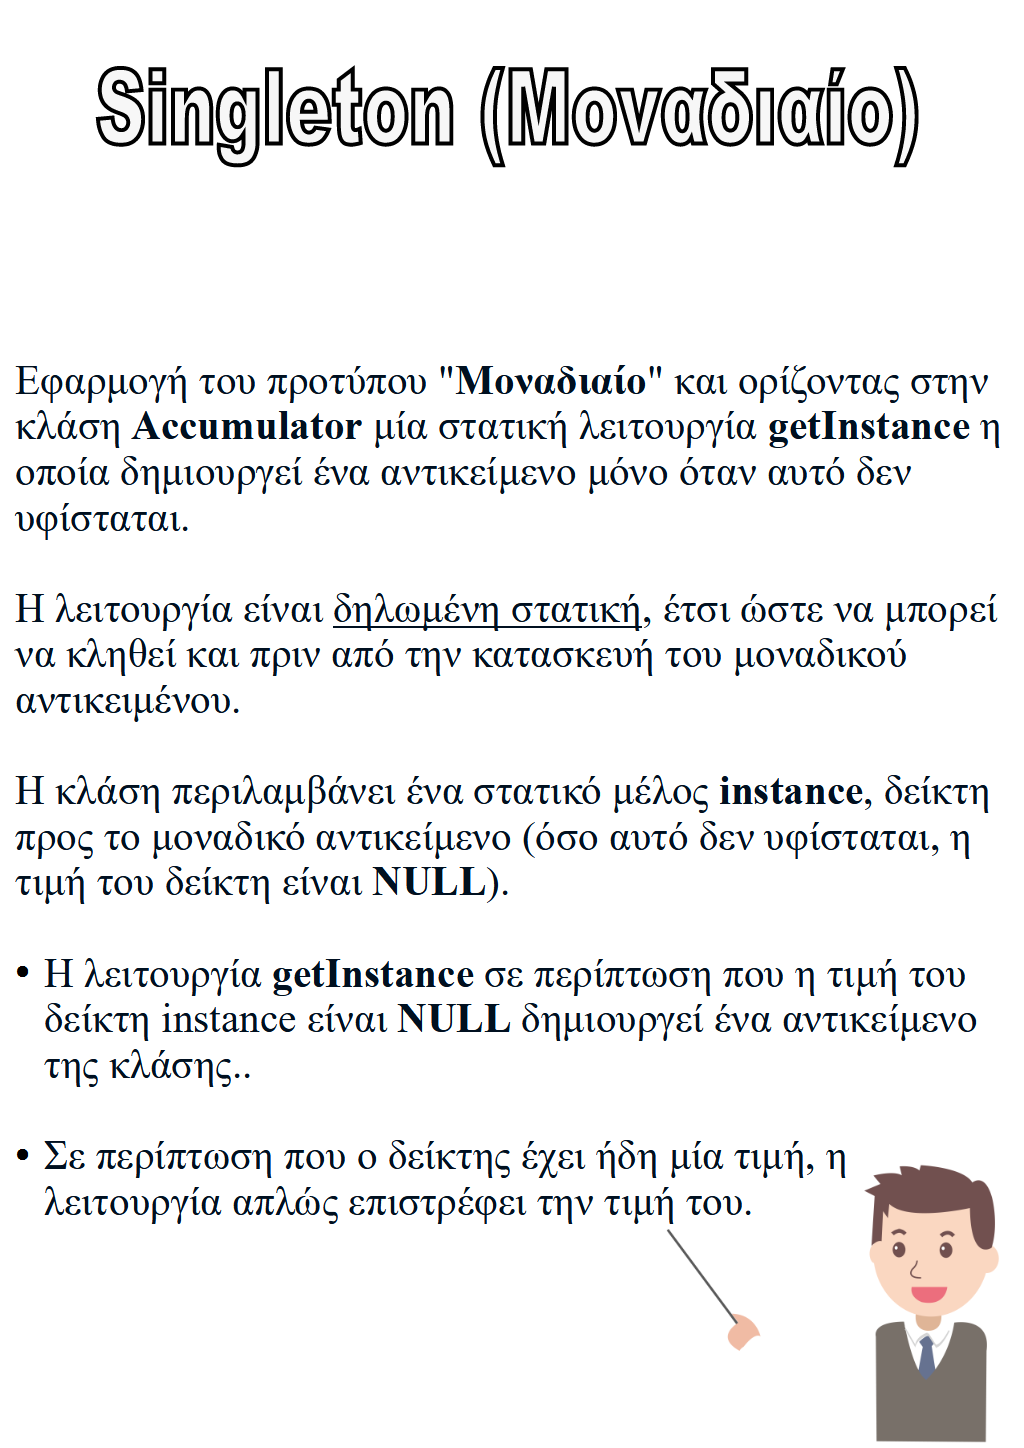 Singleton (Μοναδιαίο)
Εφαρμογή του προτύπου "Μοναδιαίο" και ορίζοντας στην
κλάση Accumulator μία στατική λειτουργία getInstance η
οποία δημιουργεί ένα αντικείμενο μόνο όταν αυτό δεν
υφίσταται.
Η λειτουργία είναι δηλωμένη στατική, έτσι ώστε να μπορεί
να κληθεί και πριν από την κατασκευή του μοναδικού
αντικειμένου.
Η κλάση περιλαμβάνει ένα στατικό μέλος instance, δείκτη
προς το μοναδικό αντικείμενο (όσο αυτό δεν υφίσταται, η
τιμή του δείκτη είναι NULL).
• Η λειτουργία getInstance σε περίπτωση που η τιμή του
δείκτη instance είναι NULL δημιουργεί ένα αντικείμενο
της κλάσης..
• Σε περίπτωση που ο δείκτης έχει ήδη μία τιμή, η
λειτουργία απλώς επιστρέφει την τιμή του.